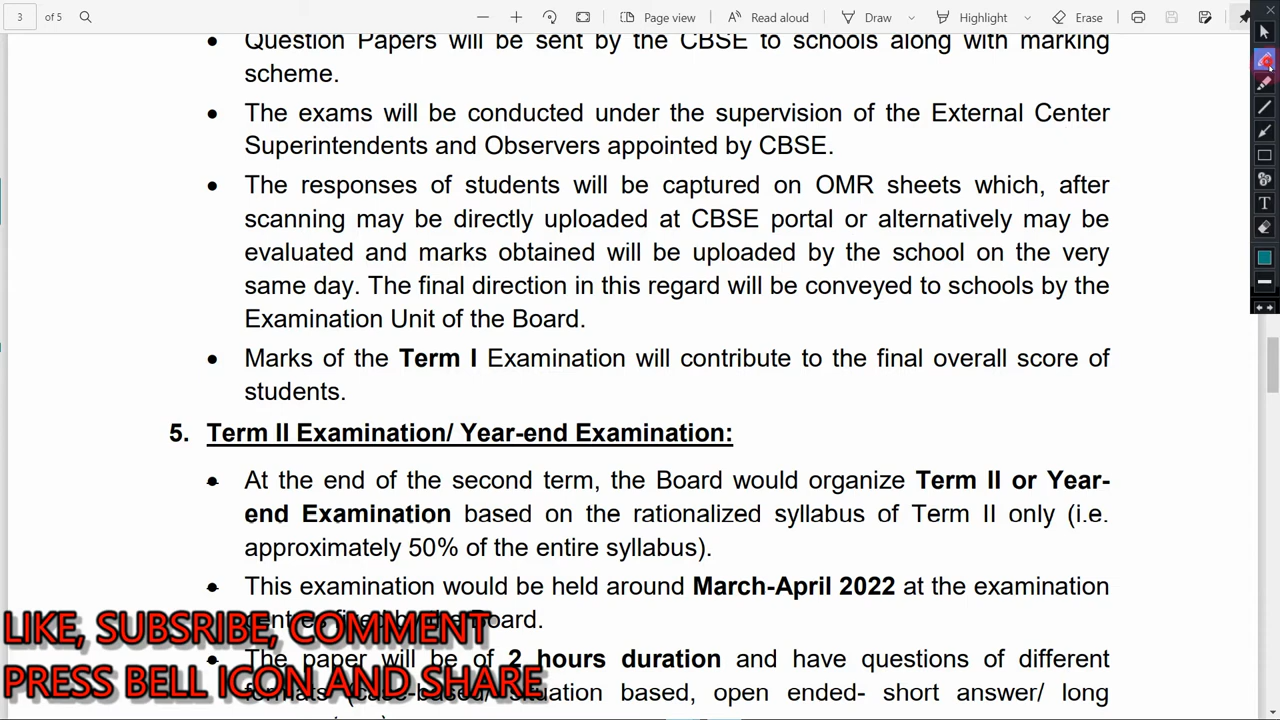 3 of 5 Page view Read aloud Draw Highlight Erase
Question Papers will be sent by the CBSE to schools along with marking
scheme.
The exams will be conducted under the supervision of the External Center
Superintendents and Observers appointed by CBSE.
The responses of students will be captured on OMR sheets which, after
scanning may be directly uploaded at CBSE portal or alternatively may be
evaluated and marks obtained will be uploaded by the school on the very
same day. The final direction in this regard will be conveyed to schools by the
Examination Unit of the Board.
Marks of the Term I Examination will contribute to the final overall score of
students.
5. Term II Examination/ Year-end Examination:
At the end of the second term, the Board would organize Term II or Year-
end Examination based on the rationalized syllabus of Term II only (i.e.
approximately 50% of the entire syllabus).
This examination would be held around March-April 2022 at the examination
Board.
LIKE, SUBSRIBE, COMMENT
The paper will be of 2 hours duration and have questions of different
situation based, open ended- short answer/ long
PRESS BELL ICON AND SHARE